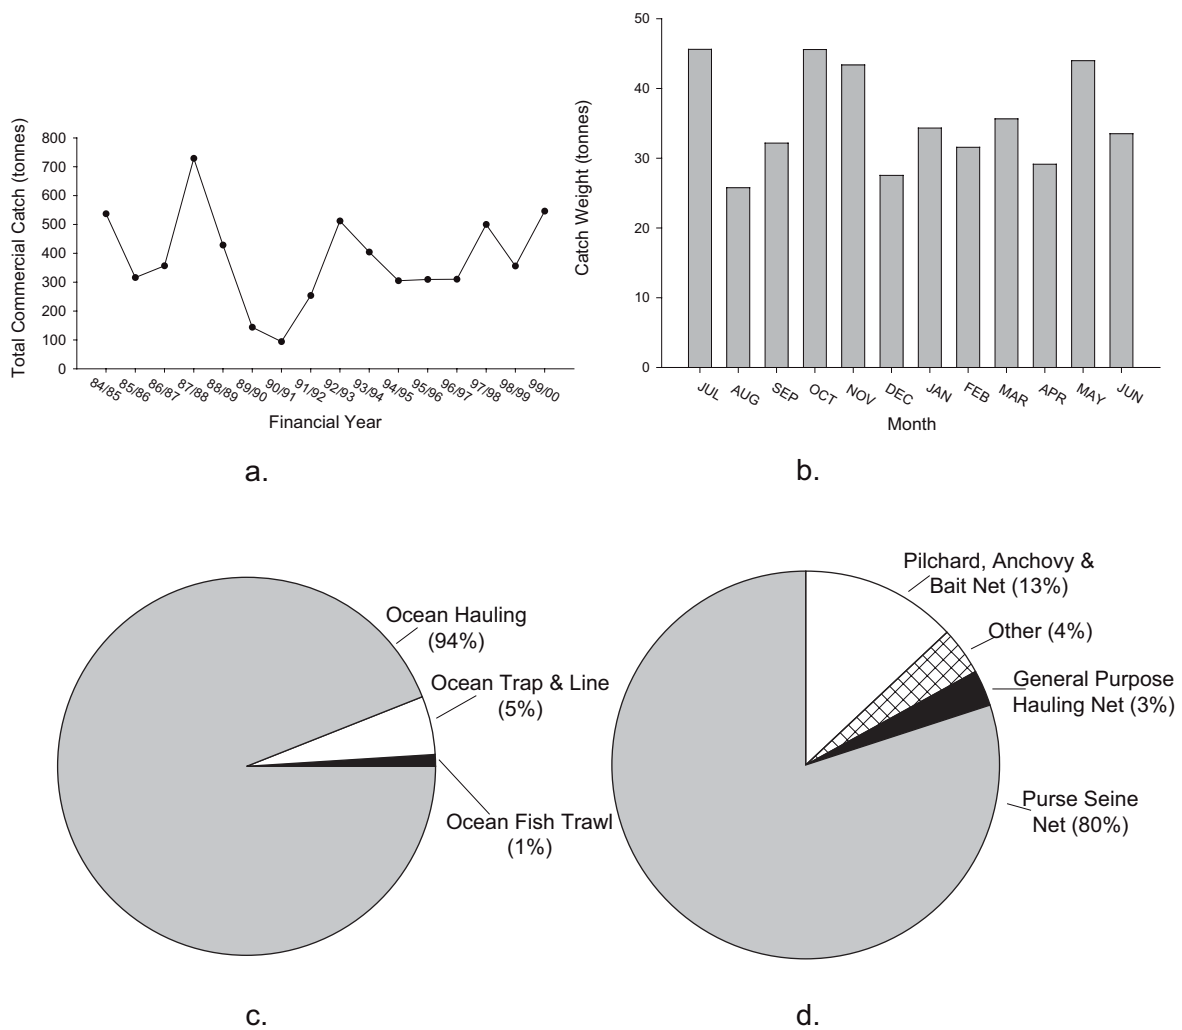 Total Commercial Catch (tonnes)
800
700
600
500
400
300
200
100
0
84/85
85/86
86/87
87/88
88/89
89/90
90/91
91/92
92/93
93/94
94/95
95/96
96/97
97/98
98/99
99/00
Financial Year
a.
Catch Weight (tonnes)
50
40
30
20
10
0
JUL
AUG
SEP
OCT
NOV
DEC
JAN
FEB
MAR
APR
MAY
JUN
Month
b.
Ocean Hauling
(94%)
Ocean Trap & Line
(5%)
Ocean Fish Trawl
(1%)
c.
Pilchard, Anchovy &
Bait Net (13%)
Other (4%)
General Purpose
Hauling Net (3%)
Purse Seine
Net (80%)
d.